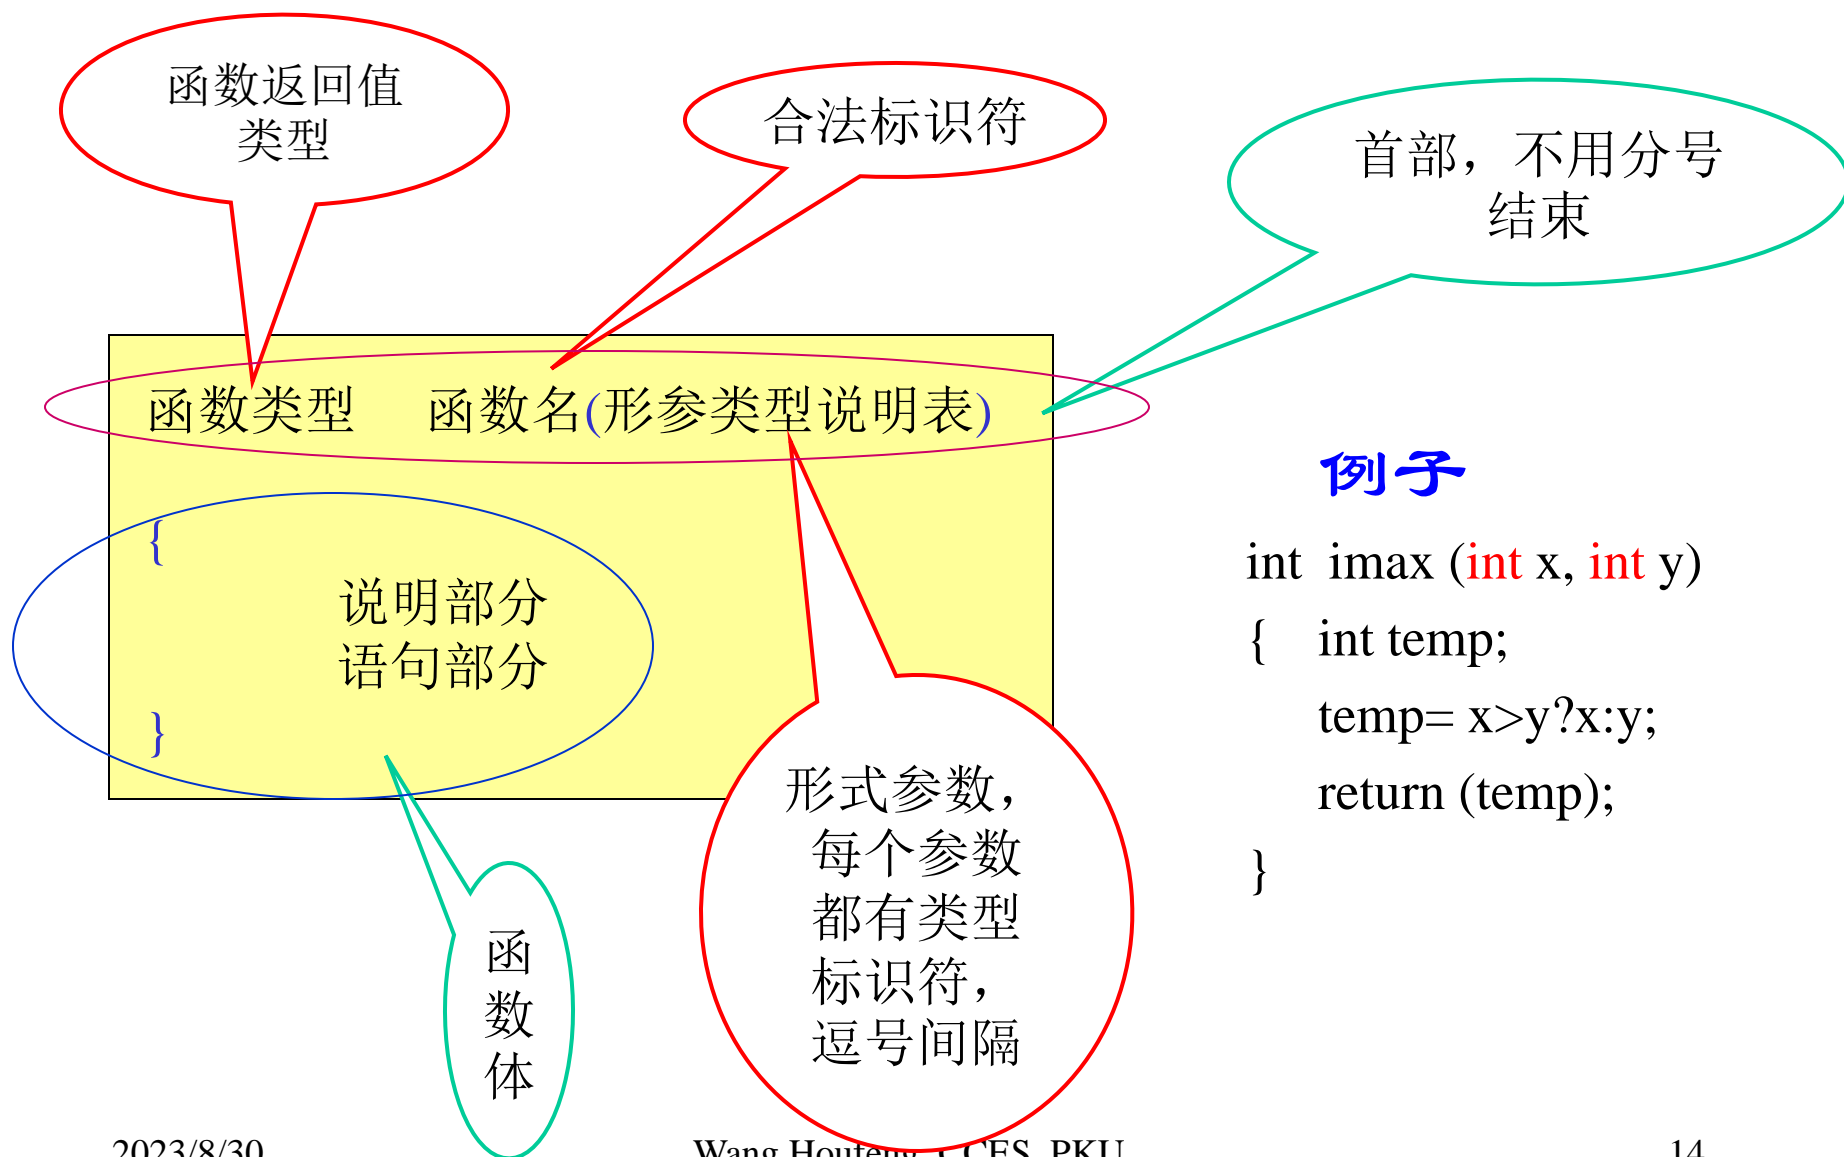 函数返回值
类型
合法标识符
首部，不用分号
结束
函数类型 函数名(形参类型说明表)
{
说明部分
语句部分
}
函
数
体
形式参数，
每个参数
都有类型
标识符，
逗号间隔
例子
int imax (int x, int y)
{ int temp;
temp= x>y?x:y;
return (temp);
}
2023/8/30
Wang Houfeng, CCES, PKU
14